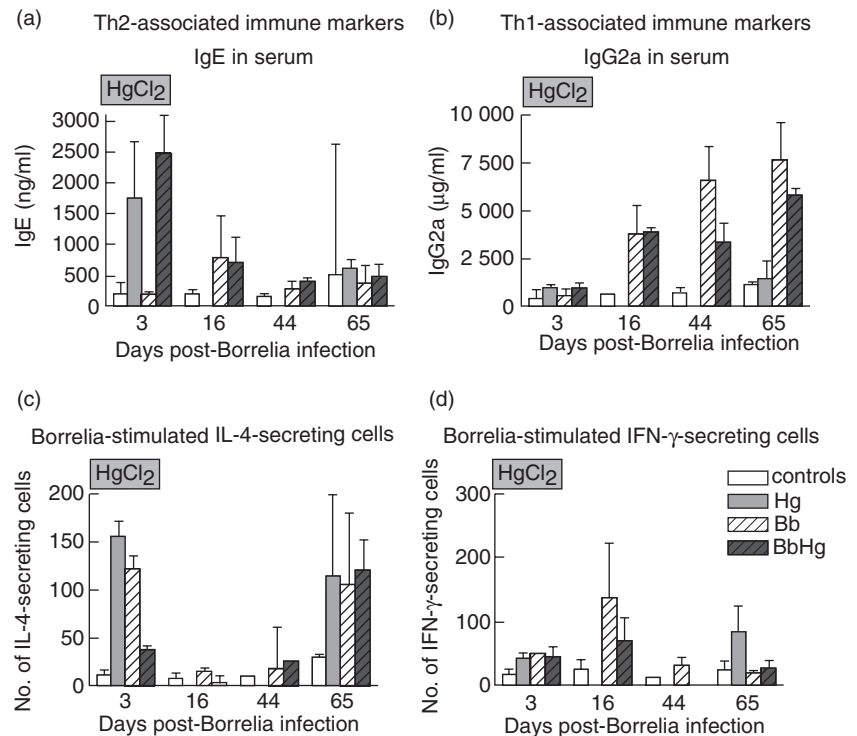 (a)
Th2-associated immune markers
IgE in serum
HgCl2
3000
2500
2000
1500
1000
500
0
IgE (ng/ml)
3 16 44 65
Days post-Borrelia infection
(b)
Th1-associated immune markers
IgG2a in serum
HgCl2
10 000
7 500
5 000
2 500
0
IgG2a (µg/ml)
3 16 44 65
Days post-Borrelia infection
(c)
Borrelia-stimulated IL-4-secreting cells
HgCl2
200
150
100
50
0
No. of IL-4-secreting cells
3 16 44 65
Days post-Borrelia infection
(d)
Borrelia-stimulated IFN-γ-secreting cells
HgCl2
300
200
100
0
No. of IFN-γ-secreting cells
controls
Hg
Bb
BbHg
3 16 44 65
Days post-Borrelia infection